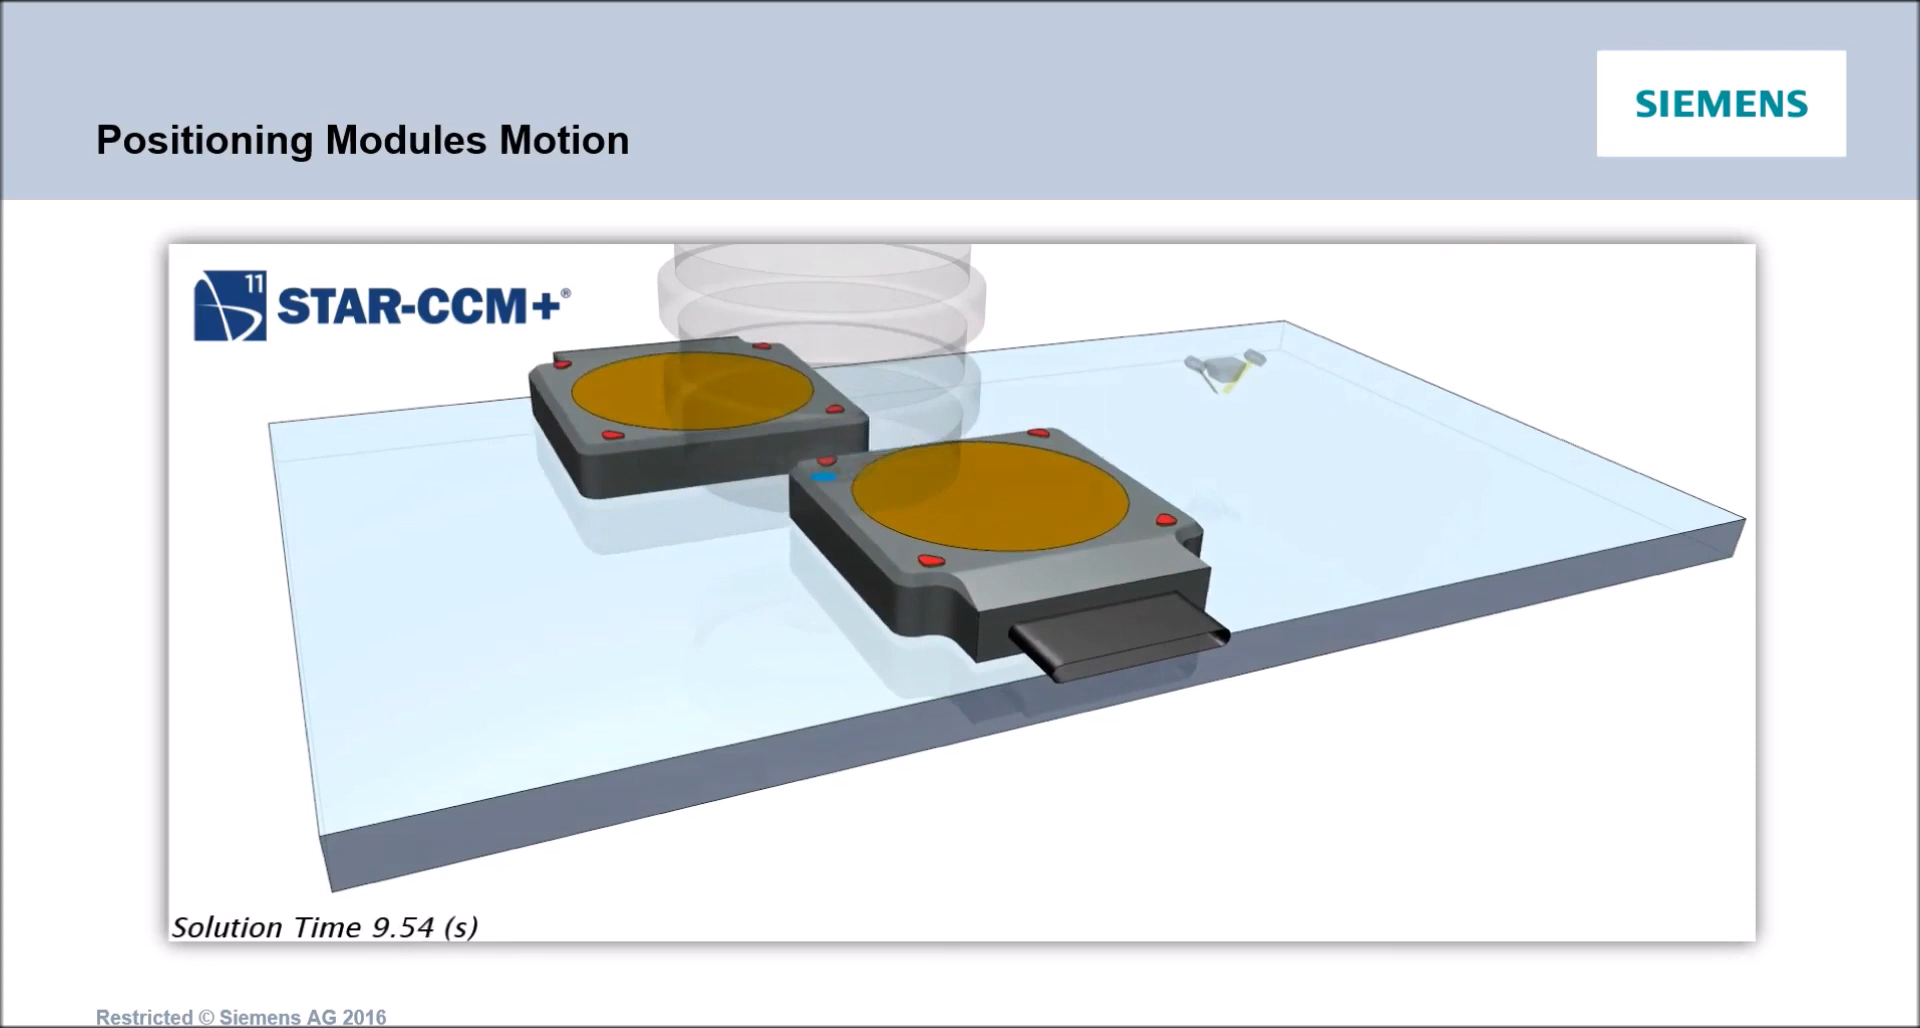 SIEMENS
Positioning Modules Motion
11
STAR-CCM+®
Solution Time 9.54 (s)
Restricted © Siemens AG 2016